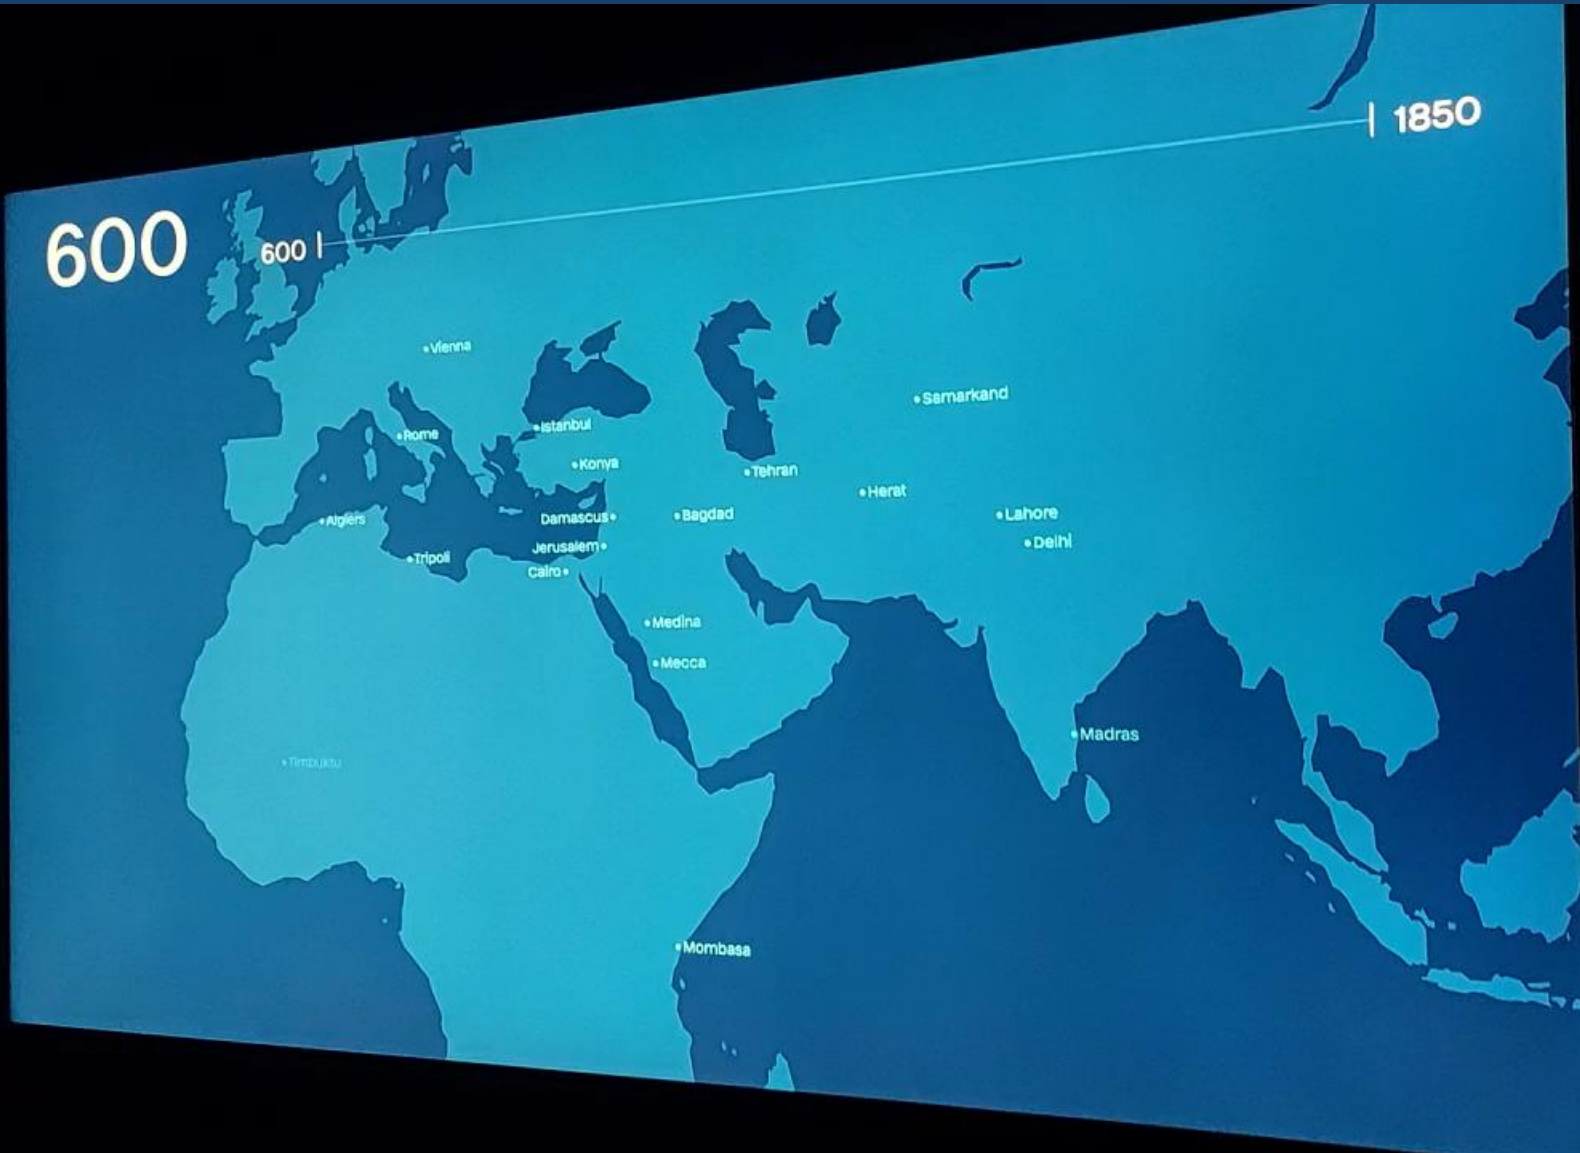 1850
600
600
Vienna
Samarkand
Istanbul
Rome
Konya
Tehran
Herat
Lahore
Bagdad
Damascus
Algiers
Delhi
Jerusalem
Tripoli
Cairo
Medina
Mecca
Madras
Timbuktu
Mombasa